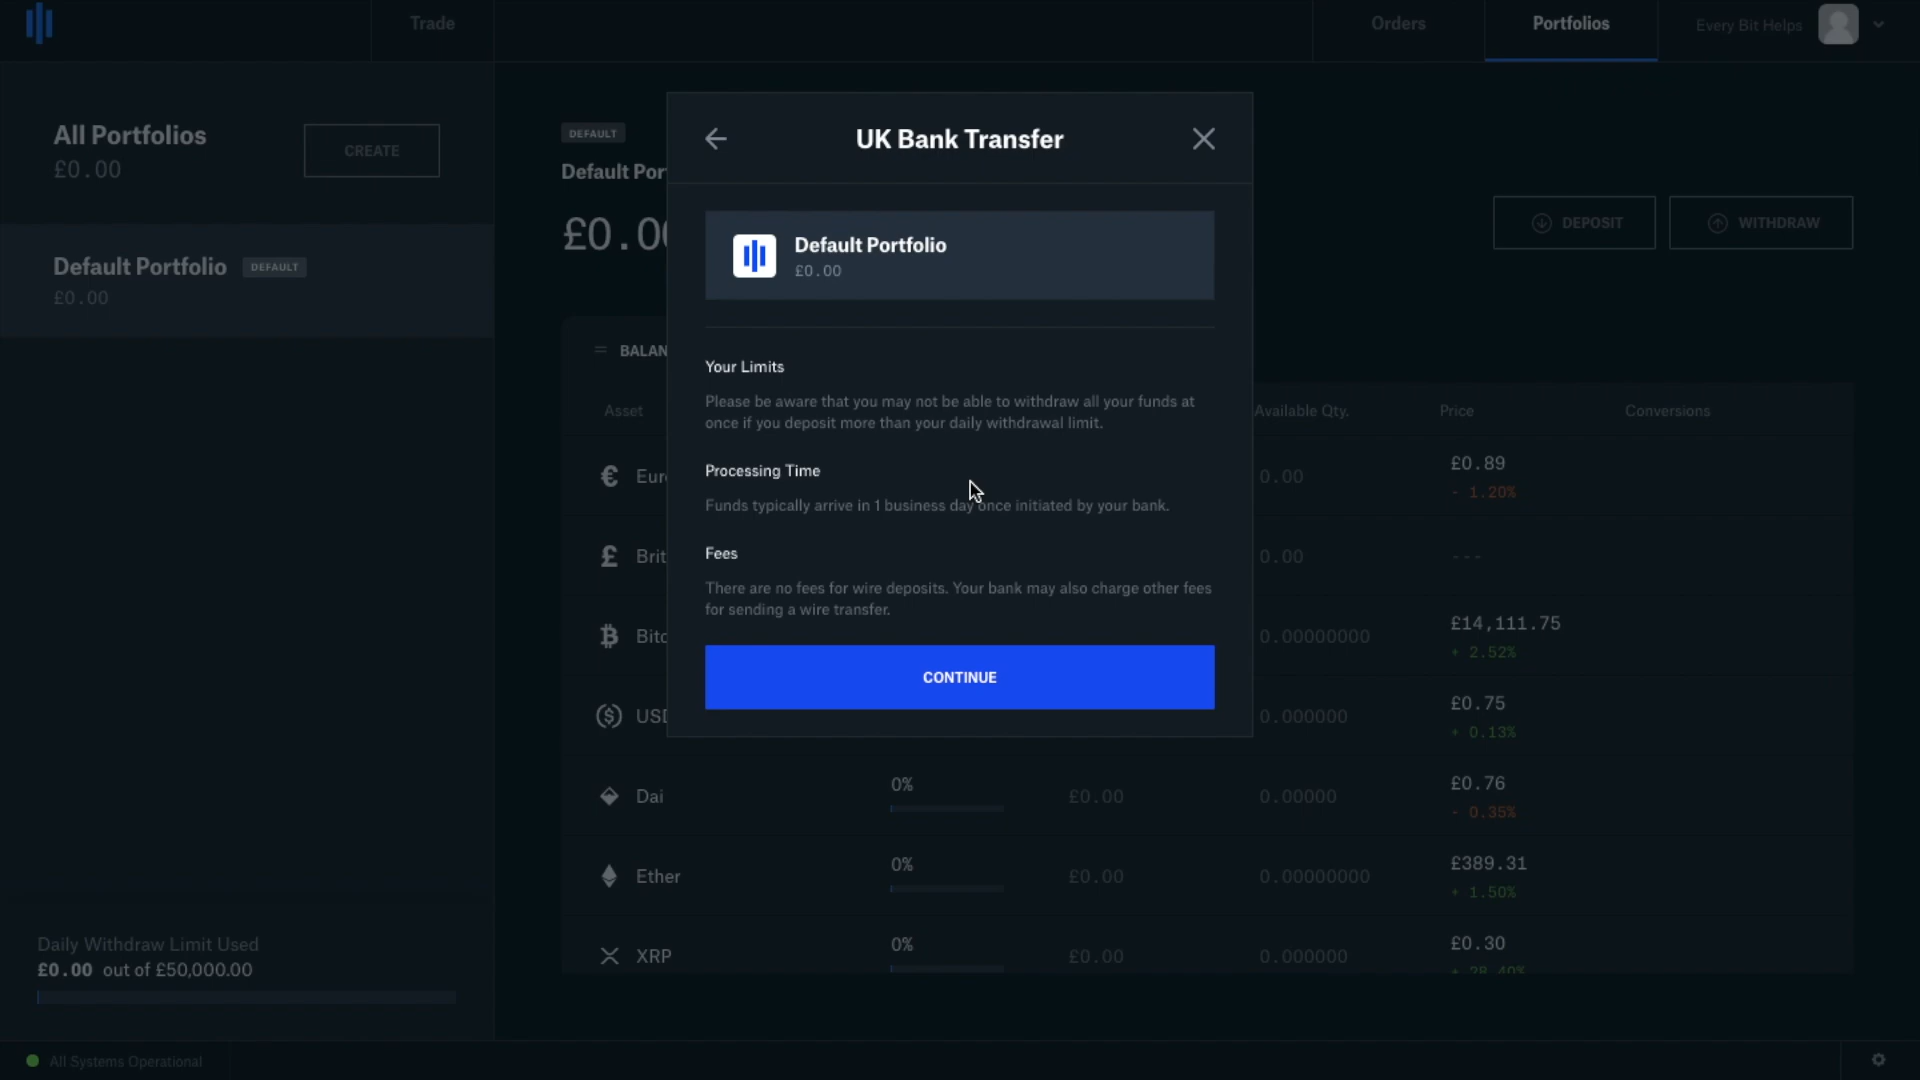 Trade
Orders
Portfolios
Every Bit Helps
All Portfolios
£0.00
CREATE
Default Portfolio DEFAULT
£0.00
Daily Withdraw Limit Used
£0.00 out of £50,000.00
All Systems Operational
DEFAULT
Default Por
£0.00
DEPOSIT
WITHDRAW
BALAN
Asset
Available Qty.
Price
Conversions
Eur
0.00
£0.89
- 1.20%
£ Brit
0.00
---
Bitc
0.00000000
£14,111.75
+ 2.52%
USD
0.000000
£0.75
+ 0.13%
Dai
0%
£0.00
0.00000
£0.76
- 0.35%
Ether
0%
£0.00
0.00000000
£389.31
+ 1.50%
XRP
0%
£0.00
0.000000
£0.30
+ 28.40%
UK Bank Transfer
Default Portfolio
£0.00
Your Limits
Please be aware that you may not be able to withdraw all your funds at
once if you deposit more than your daily withdrawal limit.
Processing Time
Funds typically arrive in 1 business day once initiated by your bank.
Fees
There are no fees for wire deposits. Your bank may also charge other fees
for sending a wire transfer.
CONTINUE